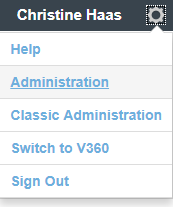 Christine Haas
Help
Administration
Classic Administration
Switch to V360
Sign Out